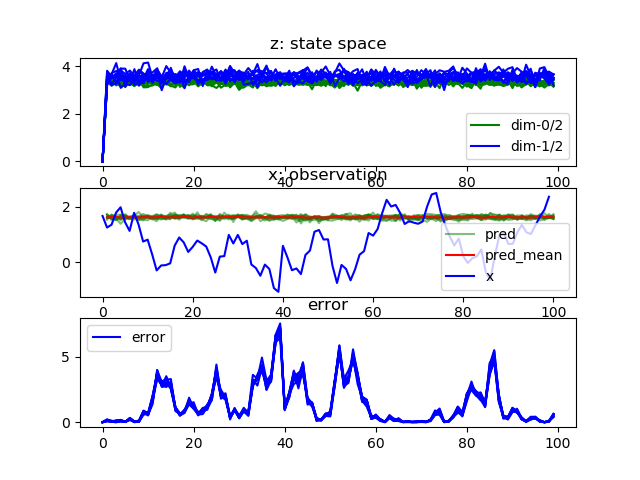 z: state space
4
2
0
dim-0/2
dim-1/2
0 20 40 60 80 100
x: observation
2
0
pred
pred_mean
x
0 20 40 60 80 100
error
5
0
error
0 20 40 60 80 100